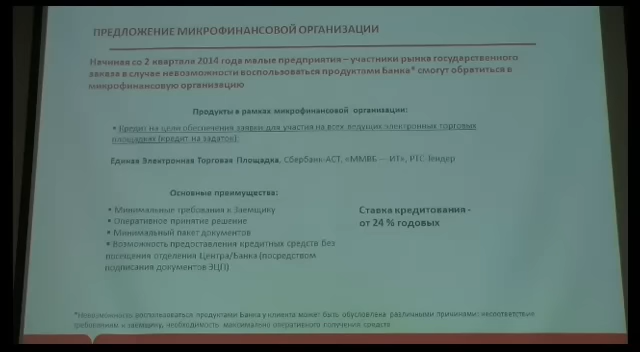 ПРЕДЛОЖЕНИЕ МИКРОФИНАНСОВОЙ ОРГАНИЗАЦИИ
Начиная со 2 квартала 2014 года малые предприятия – участники рынка государственного
заказа в случае невозможности воспользоваться продуктами Банка* смогут обратиться в
микрофинансовую организацию
Продукты в рамках микрофинансовой организации:
• Кредит на цели обеспечения заявки для участия на всех ведущих электронных торговых
площадках (кредит на задаток):
Единая Электронная Торговая Площадка, Сбербанк-АСТ, «ММВБ – ИТ», РТС-Тендер
Основные преимущества:
• Минимальные требования к Заемщику
• Оперативное принятие решение
• Минимальный пакет документов
• Возможность предоставления кредитных средств без
посещения отделения Центра/Банка (посредством
подписания документов ЭЦП)
Ставка кредитования -
от 24 % годовых
*Невозможность воспользоваться продуктами Банка у клиента может быть обусловлена различными причинами: несоответствие
требованиям к заемщику, необходимость максимально оперативного получения средств